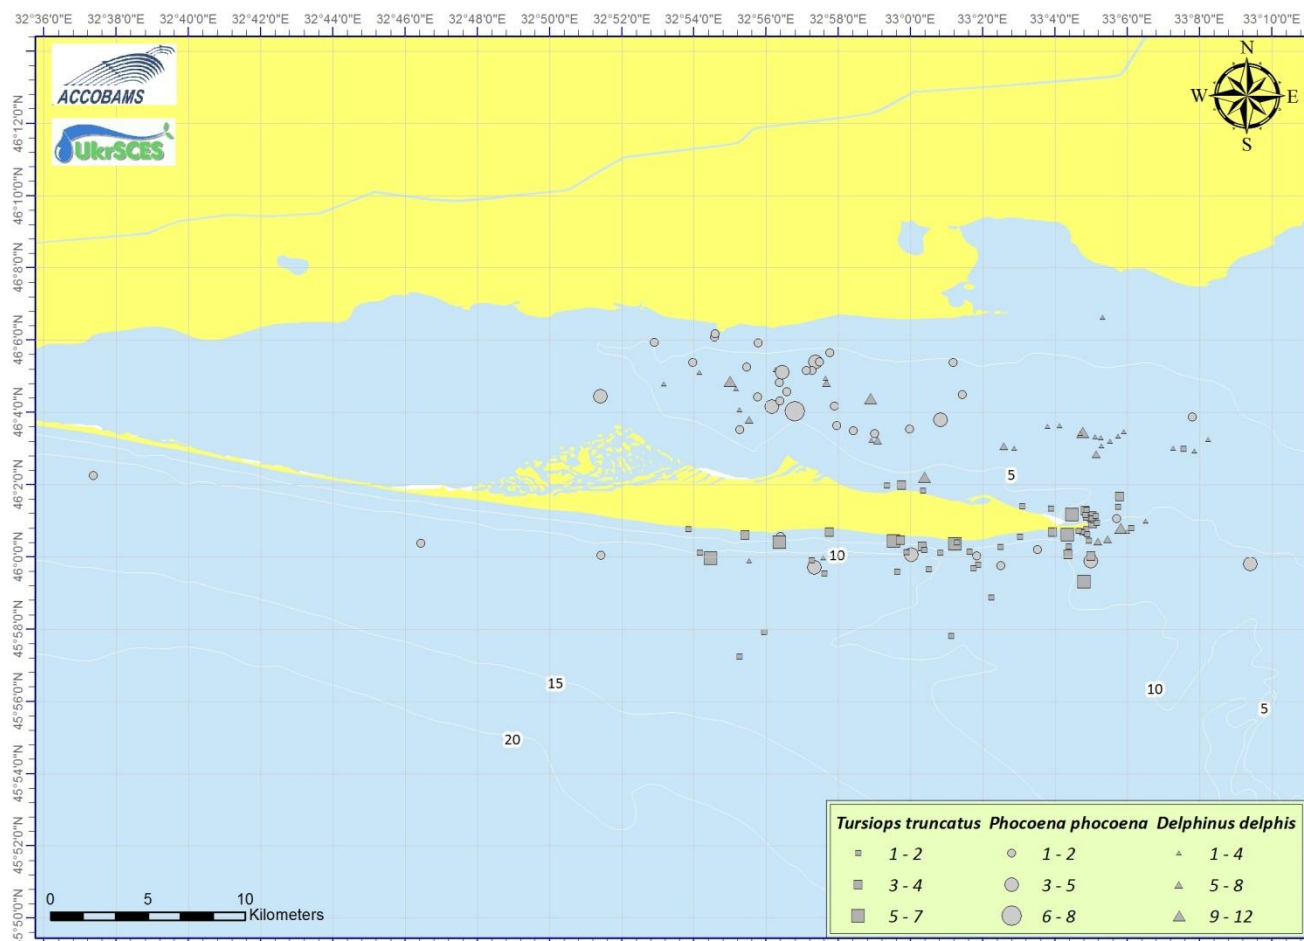 32°36'0"E 32°38'0"E 32°40'0"E 32°42'0"E 32°44'0"E 32°46'0"E 32°48'0"E 32°50'0"E 32°52'0"E 32°54'0"E 32°56'0"E 32°58'0"E 33°0'0"E 33°2'0"E 33°4'0"E 33°6'0"E 33°8'0"E 33°10'0"E
ACCOBAMS
UkrSCES
N
W E
S
46°12'0"N
46°10'0"N
46°8'0"N
46°6'0"N
46°4'0"N
46°2'0"N
46°0'0"N
45°58'0"N
45°56'0"N
45°54'0"N
45°52'0"N
45°50'0"N
5
10
15
10
5
20
Tursiops truncatus Phocoena phocoena Delphinus delphis
1 - 2 1 - 2 1 - 4
3 - 4 3 - 5 5 - 8
5 - 7 6 - 8 9 - 12
0 5 10
Kilometers